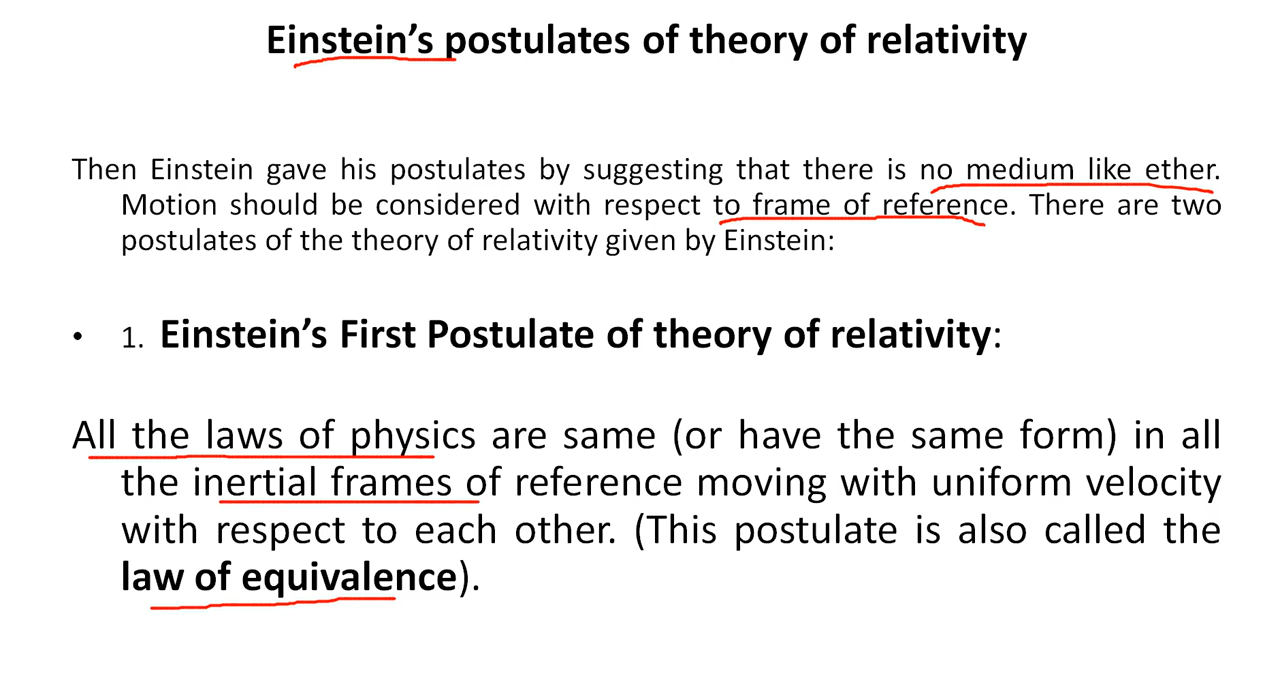 Einstein’s postulates of theory of relativity
Then Einstein gave his postulates by suggesting that there is no medium like ether.
Motion should be considered with respect to frame of reference. There are two
postulates of the theory of relativity given by Einstein:
• 1. Einstein’s First Postulate of theory of relativity:
All the laws of physics are same (or have the same form) in all
the inertial frames of reference moving with uniform velocity
with respect to each other. (This postulate is also called the
law of equivalence).